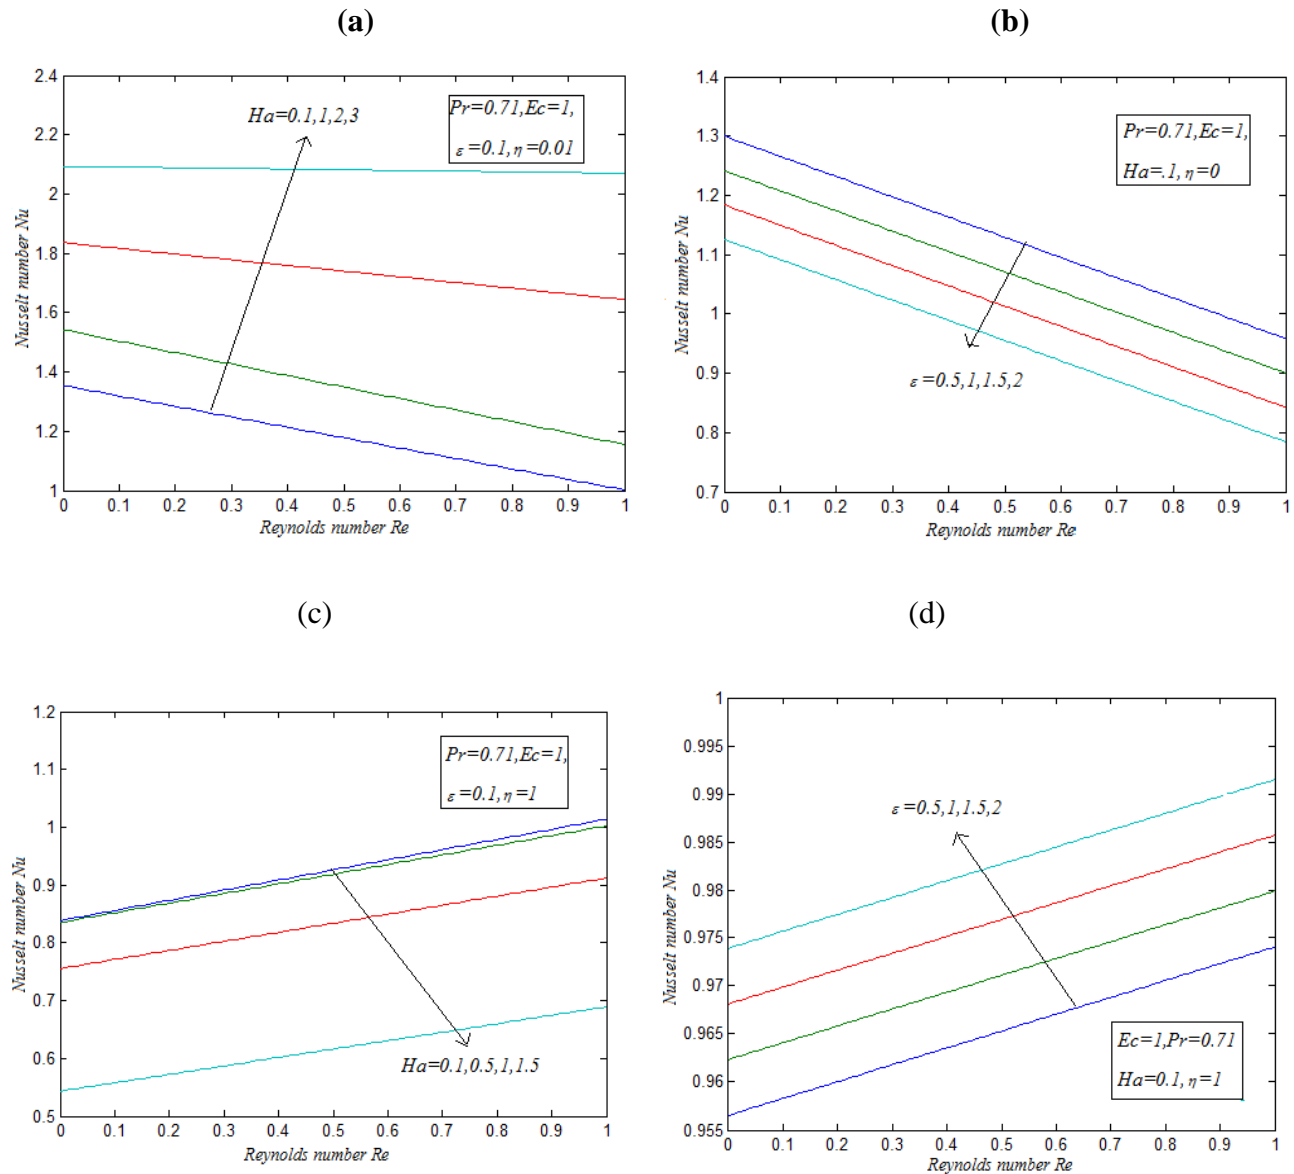 (a)
2.4
2.2
2
1.8
1.6
1.4
1.2
1
Nusselt number Nu
Ha=0.1,1,2,3
Pr=0.71,Ec=1,
ε=0.1,η=0.01
0 0.1 0.2 0.3 0.4 0.5 0.6 0.7 0.8 0.9 1
Reynolds number Re
(b)
1.4
1.3
1.2
1.1
1
0.9
0.8
0.7
Nusselt number Nu
Pr=0.71,Ec=1,
Ha=.1,η=0
ε=0.5,1,1.5,2
0 0.1 0.2 0.3 0.4 0.5 0.6 0.7 0.8 0.9 1
Reynolds number Re
(c)
1.2
1.1
1
0.9
0.8
0.7
0.6
0.5
Nusselt number Nu
Pr=0.71,Ec=1,
ε=0.1,η=1
Ha=0.1,0.5,1,1.5
0 0.1 0.2 0.3 0.4 0.5 0.6 0.7 0.8 0.9 1
Reynolds number Re
(d)
1
0.995
0.99
0.985
0.98
0.975
0.97
0.965
0.96
0.955
Nusselt number Nu
ε=0.5,1,1.5,2
Ec=1,Pr=0.71
Ha=0.1,η=1
0 0.1 0.2 0.3 0.4 0.5 0.6 0.7 0.8 0.9 1
Reynolds number Re